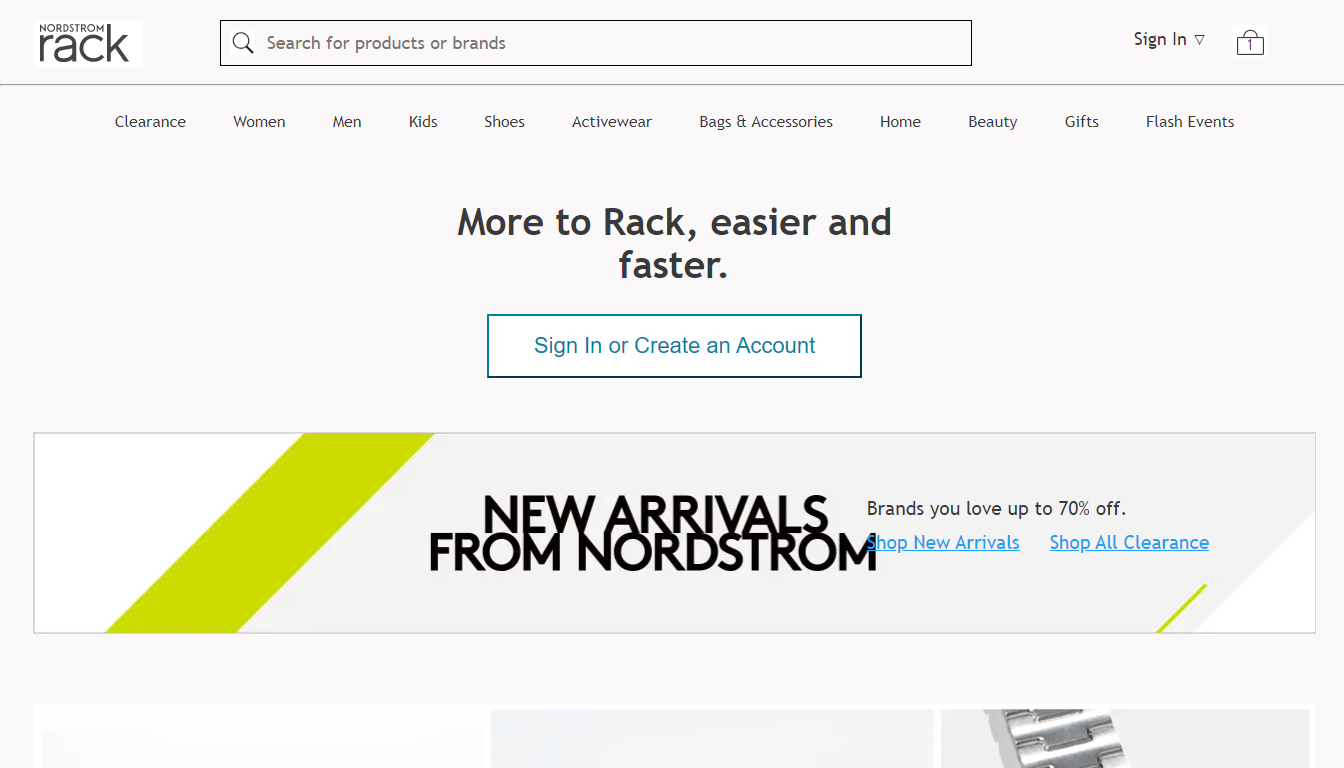 NORDSTROM
rack
Search for products or brands
Sign In ▽
1
Clearance Women Men Kids Shoes Activewear Bags & Accessories Home Beauty Gifts Flash Events
More to Rack, easier and
faster.
Sign In or Create an Account
NEW ARRIVALS
FROM NORDSTROM
Brands you love up to 70% off.
Shop New Arrivals Shop All Clearance